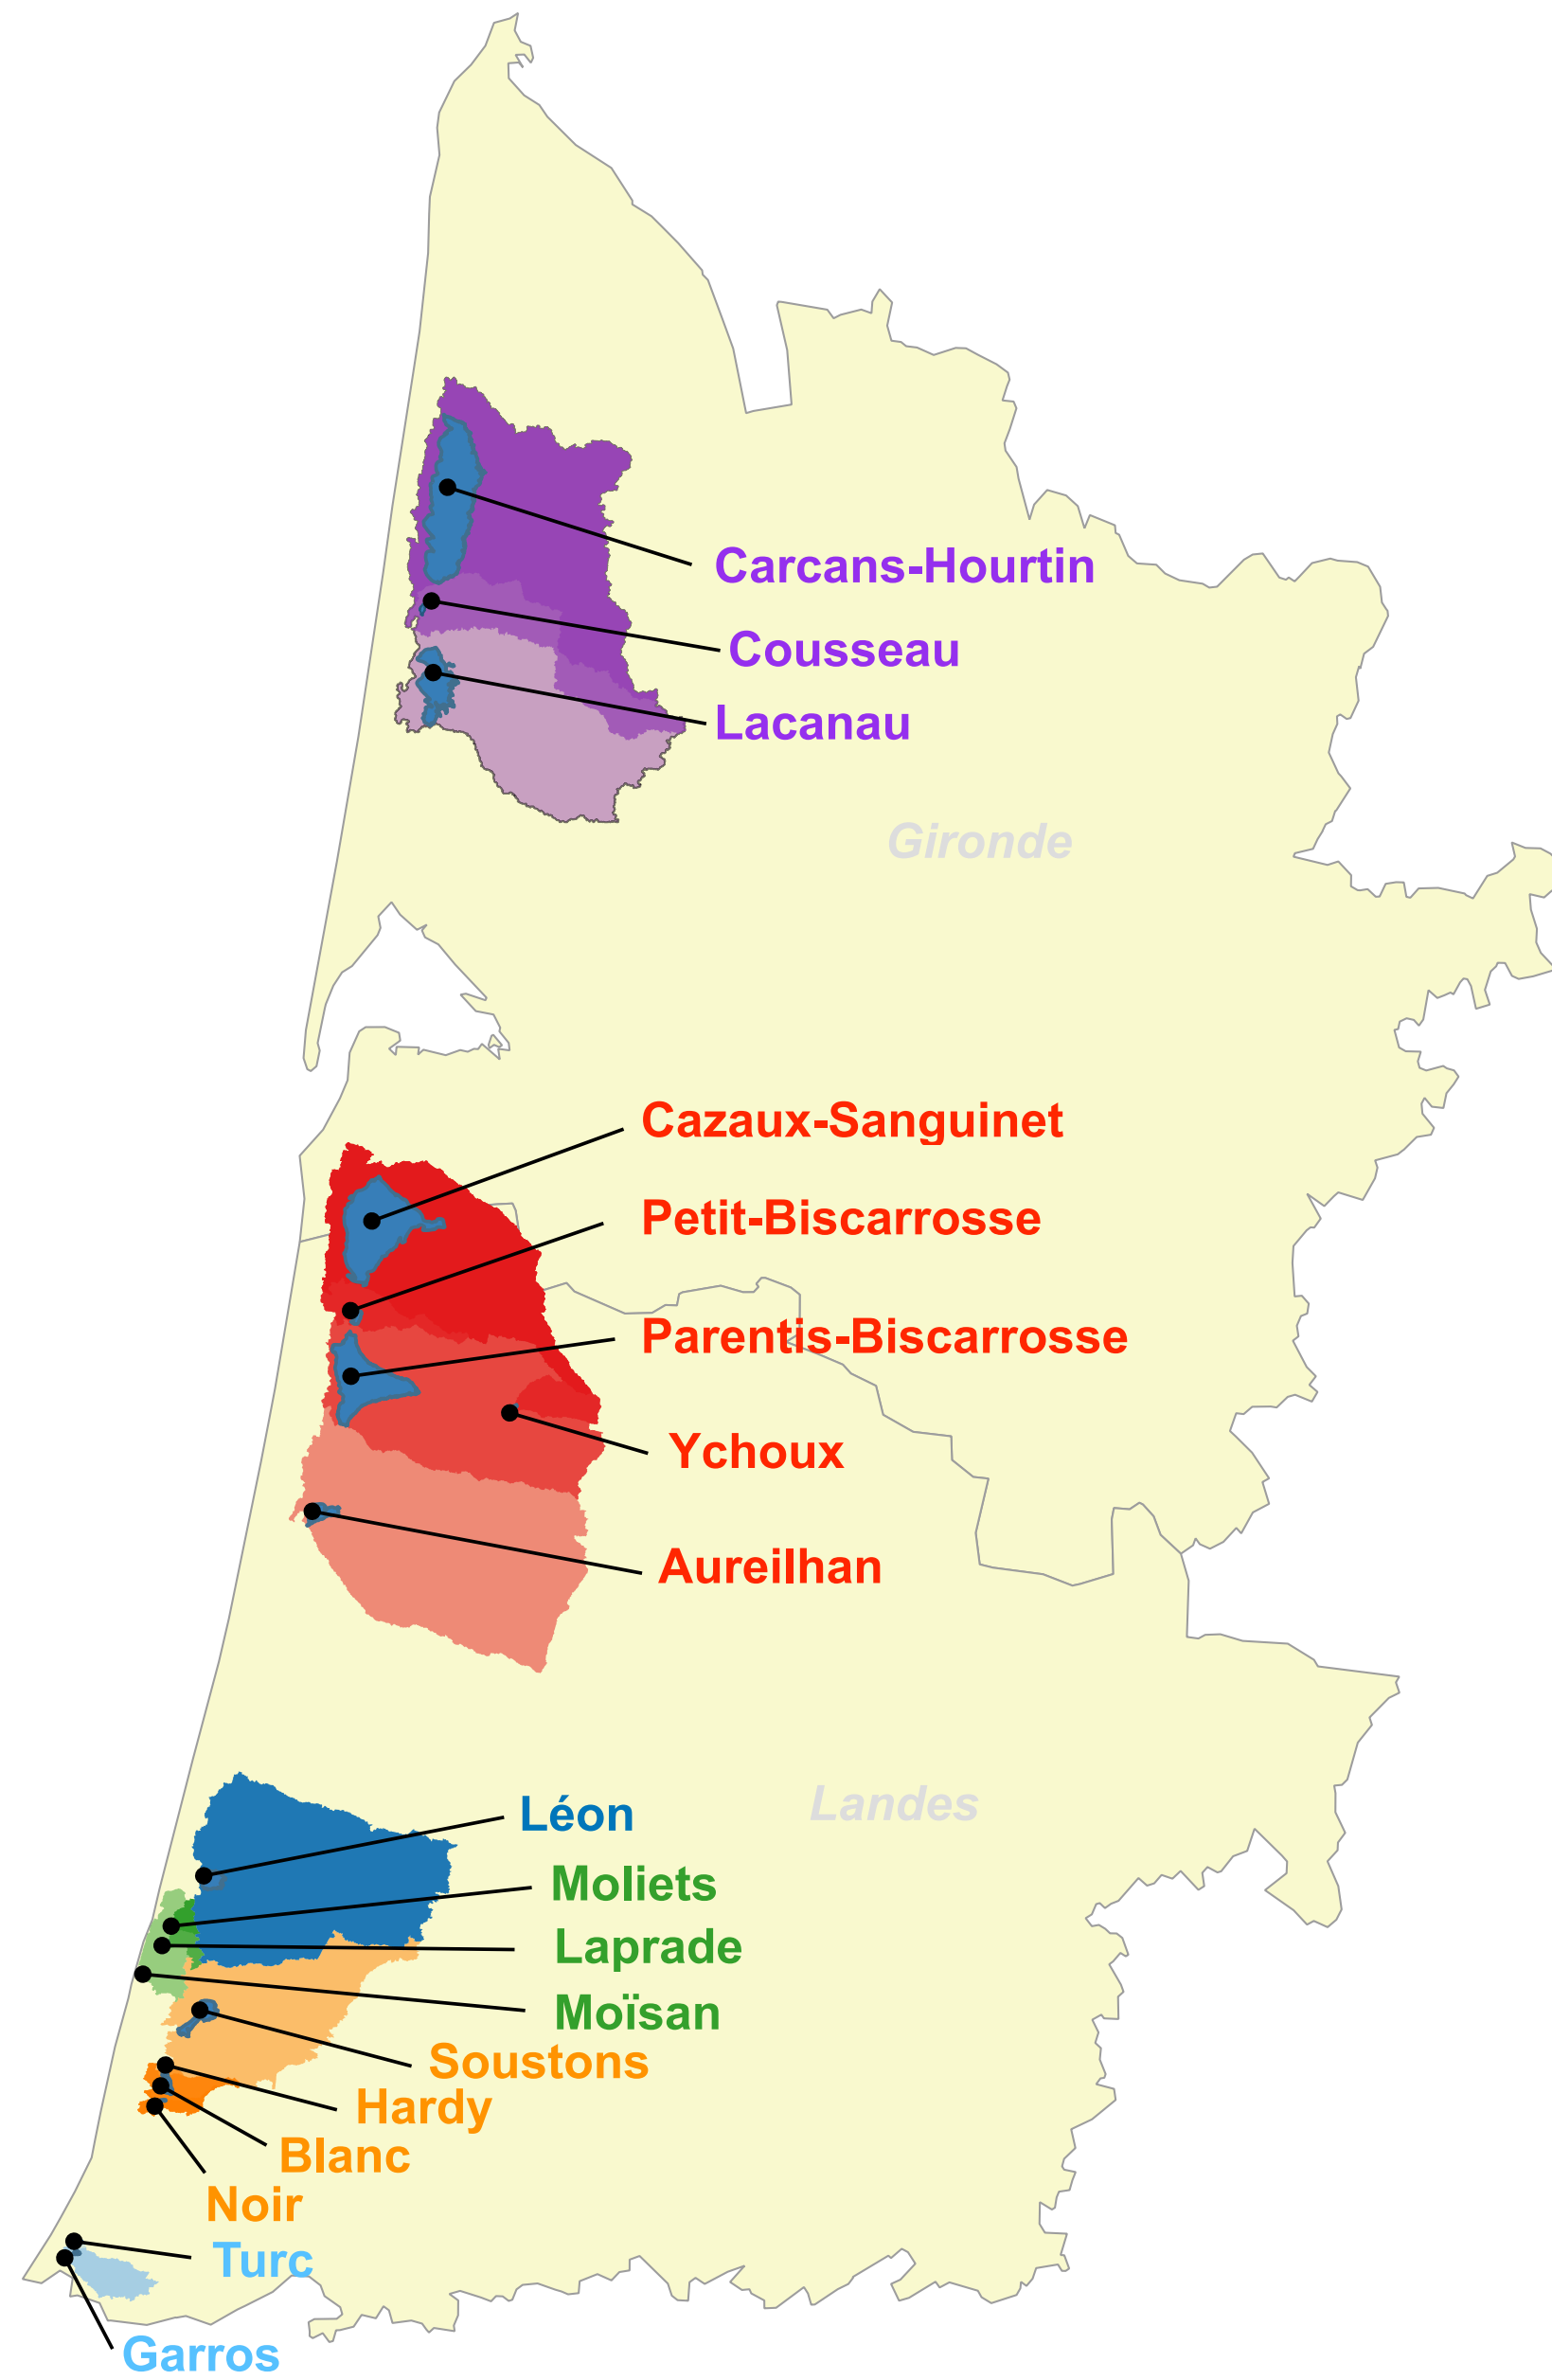 Carcans-Hourtin
Cousseau
Lacanau
Gironde
Cazaux-Sanguinet
Petit-Biscarrosse
Parentis-Biscarrosse
Ychoux
Aureilhan
Landes
Léon
Moliets
Laprade
Moïsan
Soustons
Hardy
Blanc
Noir
Turc
Garros